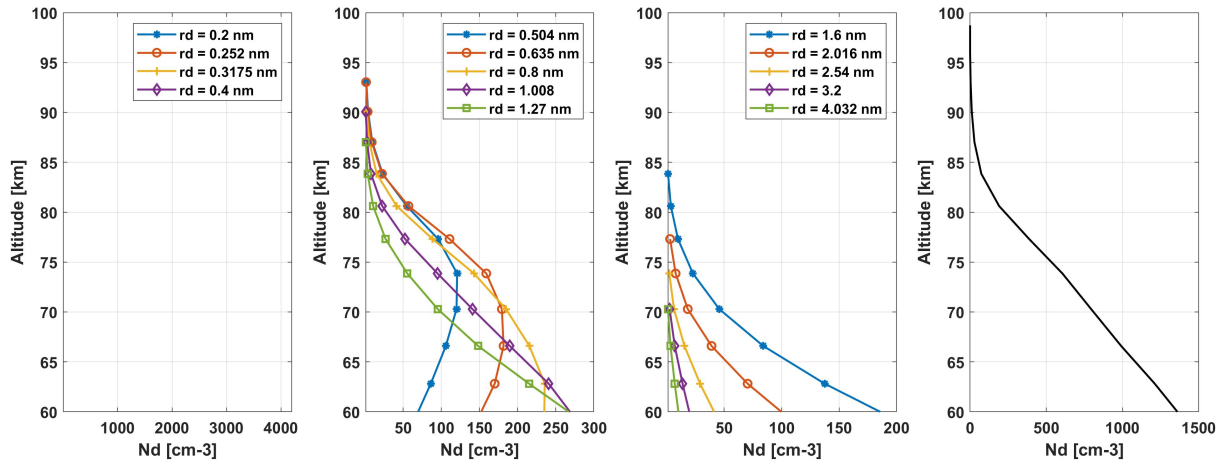 100
95
90
85
80
75
70
65
60
Altitude [km]
1000 2000 3000 4000
Nd [cm-3]
rd = 0.2 nm
rd = 0.252 nm
rd = 0.3175 nm
rd = 0.4 nm
100
95
90
85
80
75
70
65
60
Altitude [km]
50 100 150 200 250 300
Nd [cm-3]
rd = 0.504 nm
rd = 0.635 nm
rd = 0.8 nm
rd = 1.008
rd = 1.27 nm
100
95
90
85
80
75
70
65
60
Altitude [km]
50 100 150 200
Nd [cm-3]
rd = 1.6 nm
rd = 2.016 nm
rd = 2.54 nm
rd = 3.2
rd = 4.032 nm
100
95
90
85
80
75
70
65
60
Altitude [km]
0 500 1000 1500
Nd [cm-3]